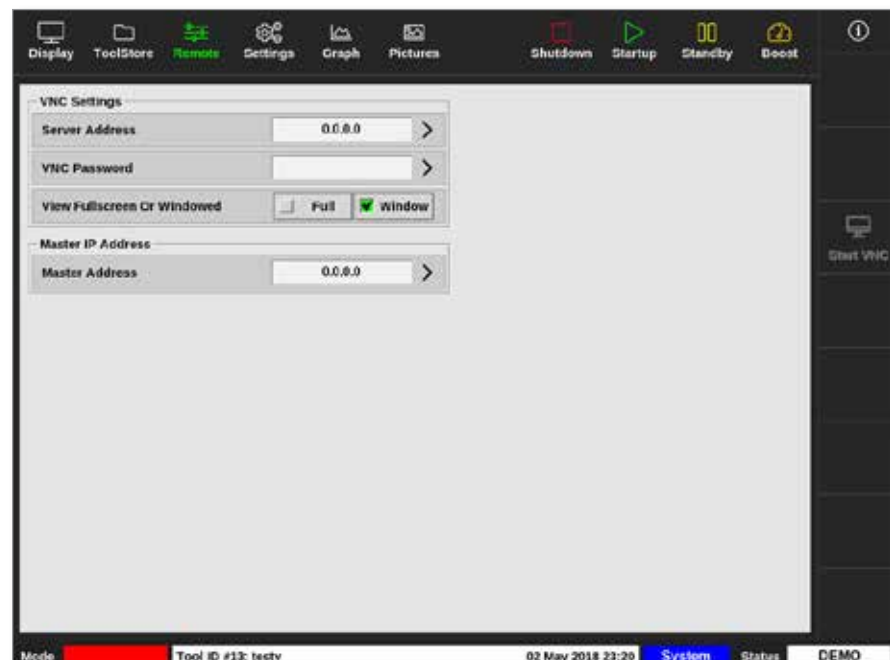 Display ToolStore Remote Settings Graph Pictures Shutdown Startup Standby Boost
VNC Settings
Server Address 0.0.0.0
VNC Password
View Fullscreen Or Windowed Full Window
Start VNC
Master IP Address
Master Address 0.0.0.0
Mode Tool ID #13: testv 02 May 2018 23:20 System Status DEMO